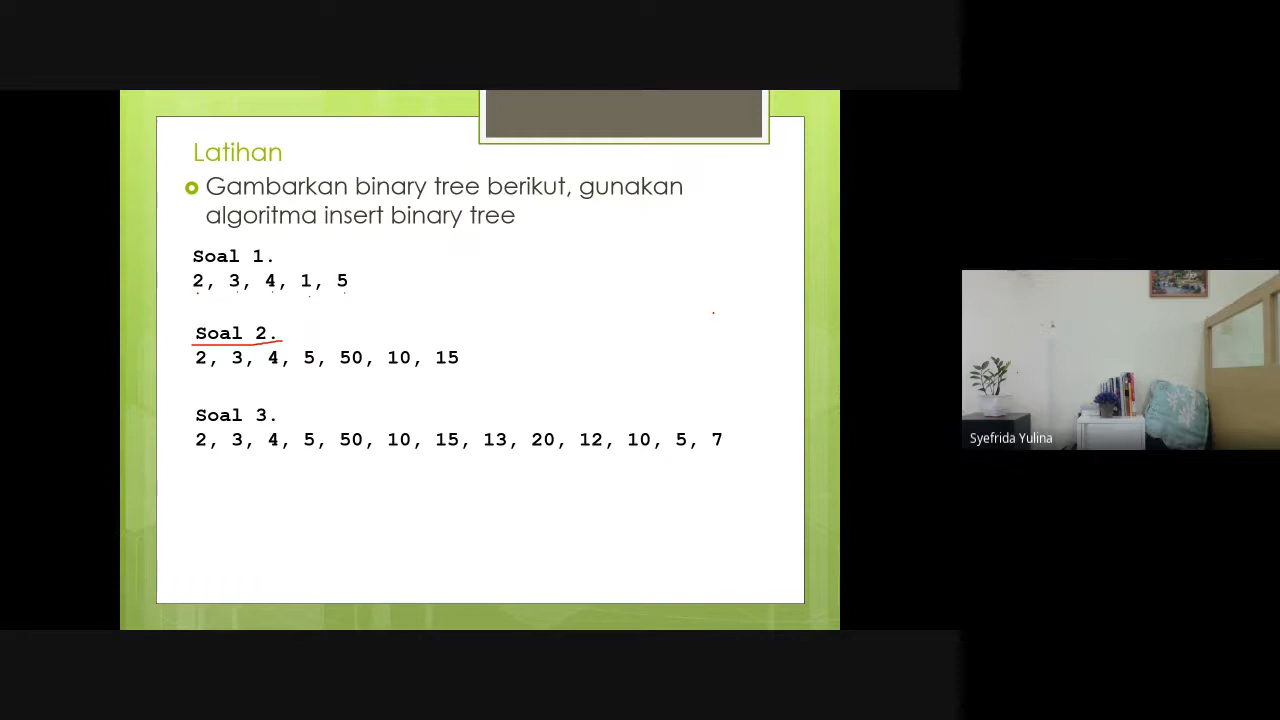 Latihan
Gambarkan binary tree berikut, gunakan
algoritma insert binary tree
Soal 1.
2, 3, 4, 1, 5
Soal 2.
2, 3, 4, 5, 50, 10, 15
Soal 3.
2, 3, 4, 5, 50, 10, 15, 13, 20, 12, 10, 5, 7
Syefrida Yulina